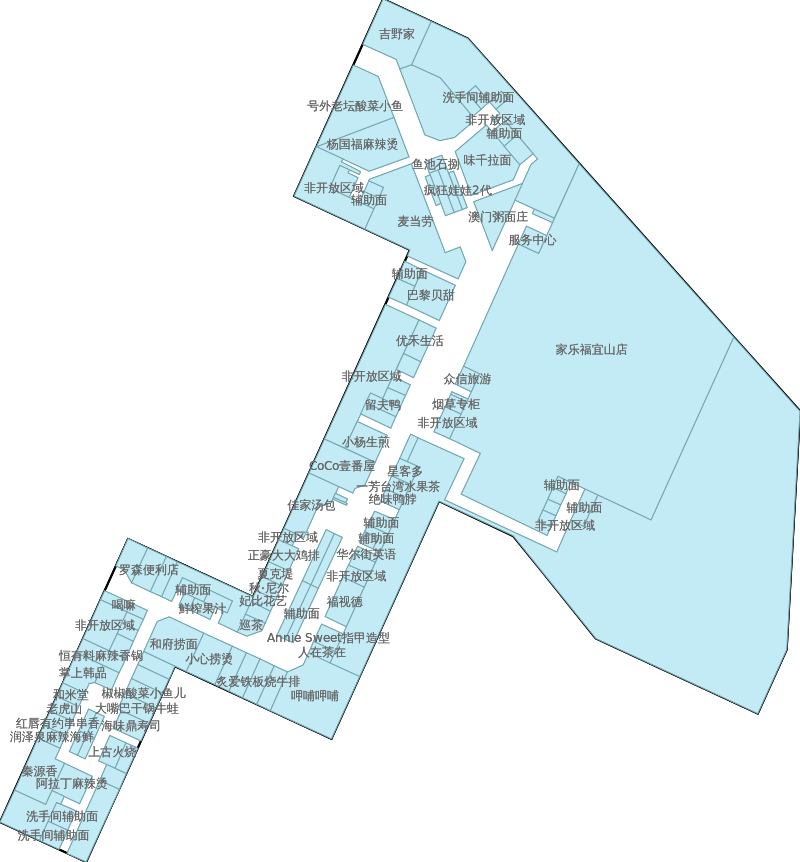 吉野家
洗手间辅助面
号外老坛酸菜小鱼
非开放区域
辅助面
杨国福麻辣烫
味千拉面
鱼池石捌
非开放区域
疯狂娃娃2代
辅助面
澳门粥面庄
麦当劳
服务中心
辅助面
巴黎贝甜
优禾生活
家乐福宜山店
非开放区域
众信旅游
留夫鸭
烟草专柜
非开放区域
小杨生煎
CoCo壹番屋
星客多
一芳台湾水果茶
辅助面
绝味鸭脖
佳家汤包
辅助面
辅助面
非开放区域
非开放区域
辅助面
正豪大大鸡排
华尔街英语
罗森便利店
夏克堤
非开放区域
辅助面
秋·尼尔
妃比花艺
福视德
喝嘛
鲜榨果汁
辅助面
非开放区域
巡茶
Annie Sweet指甲造型
和府捞面
人在茶在
恒有料麻辣香锅
小心捞烫
掌上韩品
炙爱铁板烧牛排
和米堂
椒椒酸菜小鱼儿
呷哺呷哺
老虎山
大嘴巴干锅牛蛙
红唇有约串串香
海味鼎寿司
润泽泉麻辣海鲜
上古火烧
秦源香
阿拉丁麻辣烫
洗手间辅助面
洗手间辅助面